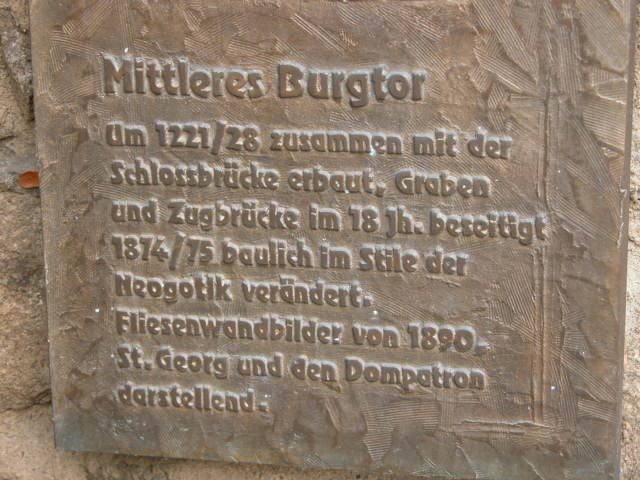 Mittleres Burgtor
Um 1221/28 zusammen mit der
Schlossbrücke erbaut. Graben
und Zugbrücke im 18 Jh. beseitigt
1874/75 baulich im Stile der
Neogotik verändert.
Fliesenwandbilder von 1890,
St. Georg und den Dompatron
darstellend.